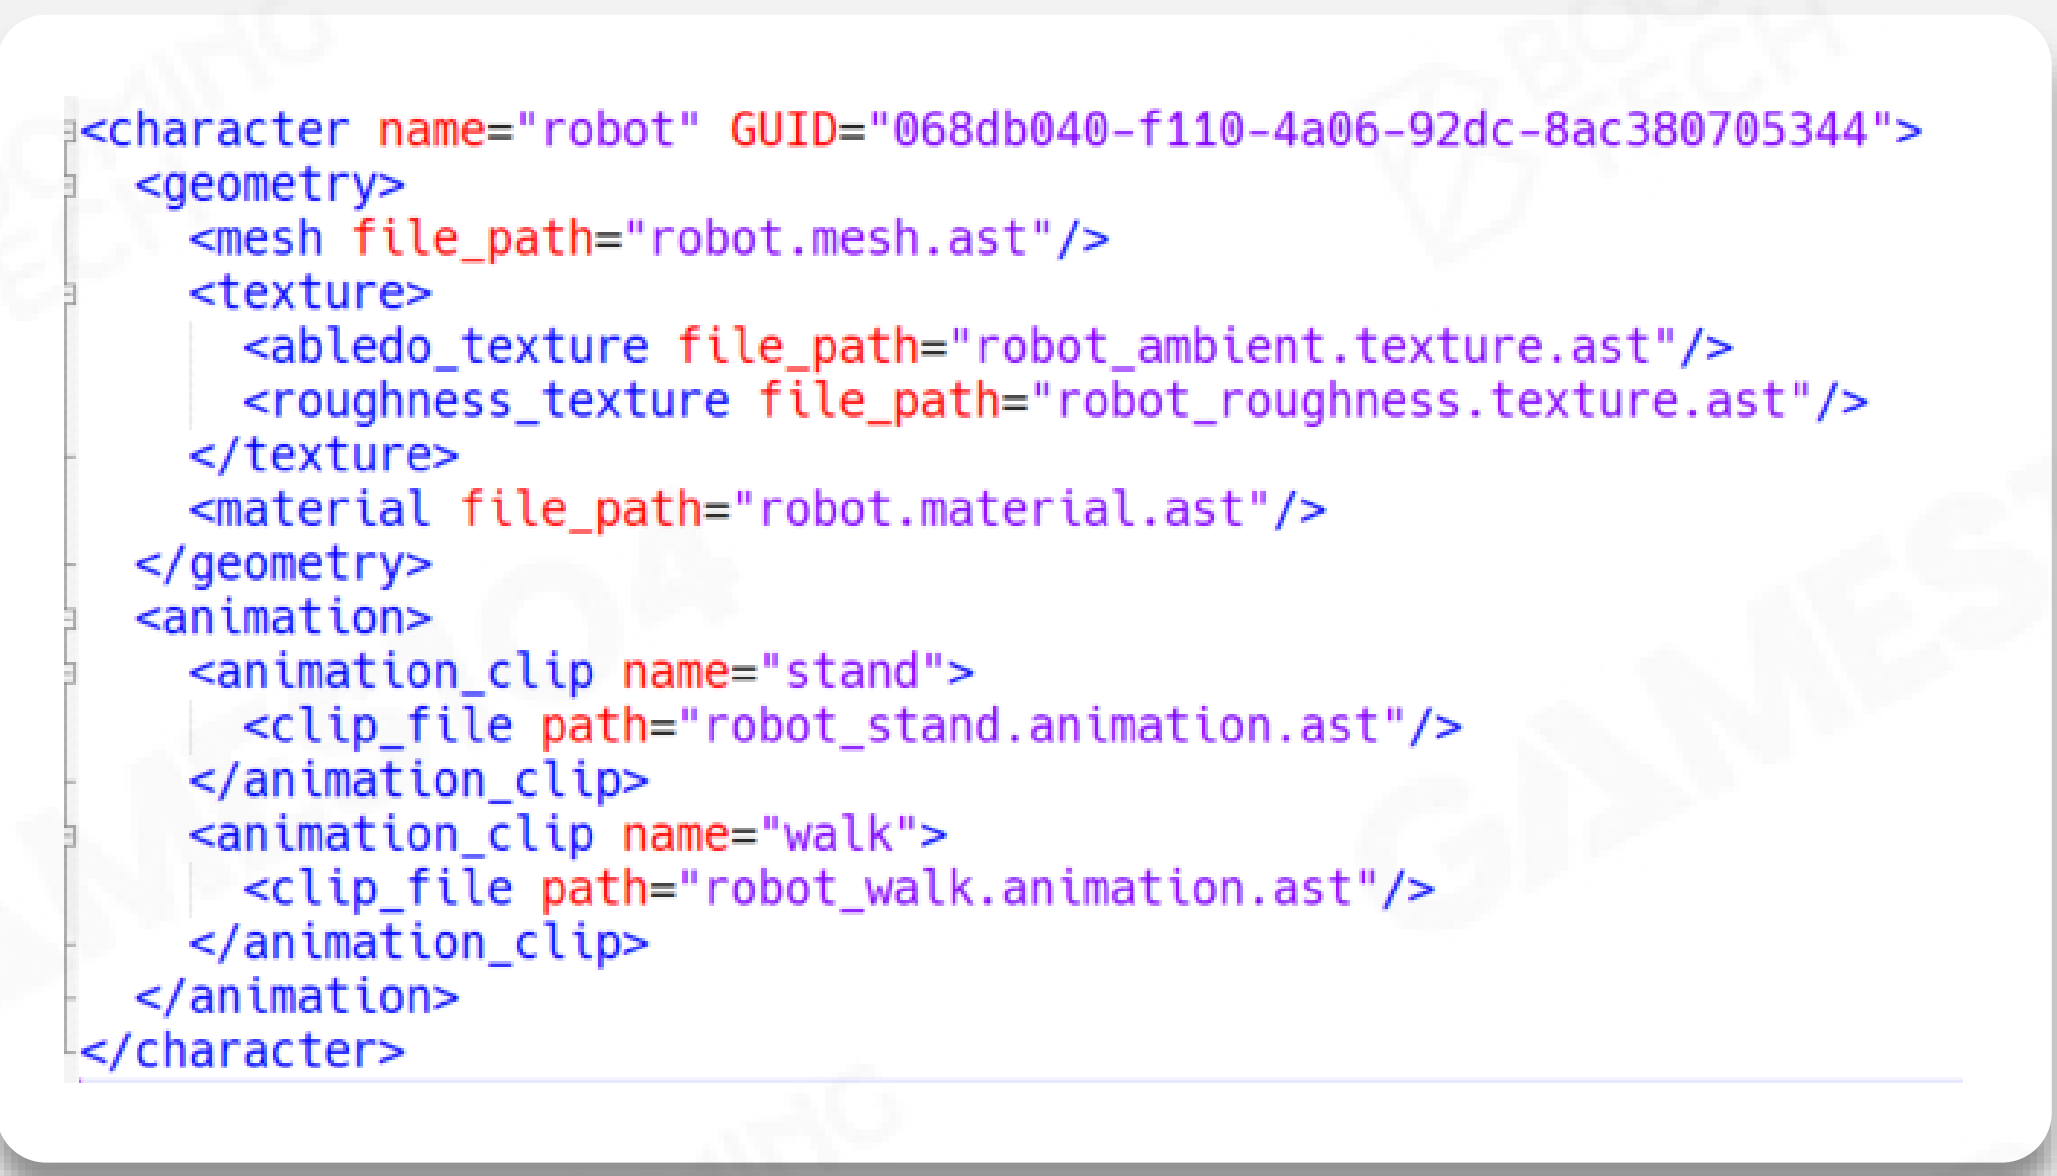 <character name="robot" GUID="068db040-f110-4a06-92dc-8ac380705344">
  <geometry>
    <mesh file_path="robot.mesh.ast"/>
    <texture>
      <abledo_texture file_path="robot_ambient.texture.ast"/>
      <roughness_texture file_path="robot_roughness.texture.ast"/>
    </texture>
    <material file_path="robot.material.ast"/>
  </geometry>
  <animation>
    <animation_clip name="stand">
      <clip_file path="robot_stand.animation.ast"/>
    </animation_clip>
    <animation_clip name="walk">
      <clip_file path="robot_walk.animation.ast"/>
    </animation_clip>
  </animation>
</character>